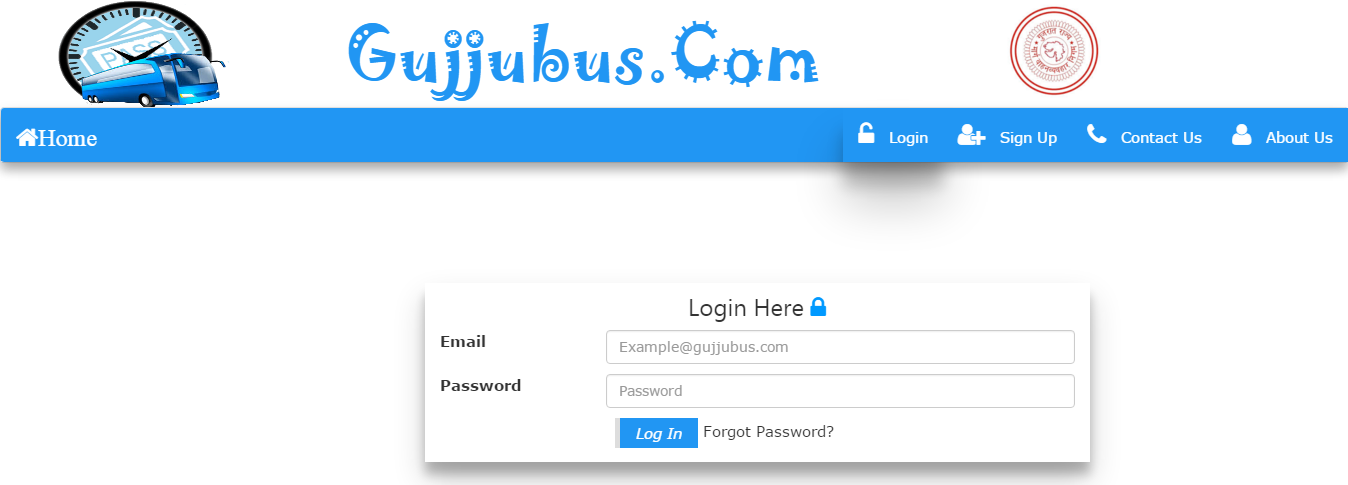 PASS
Gujjubus.Com
गुजरात राज्य
Home
Login
Sign Up
Contact Us
About Us
Login Here
Email
Example@gujjubus.com
Password
Password
Log In
Forgot Password?